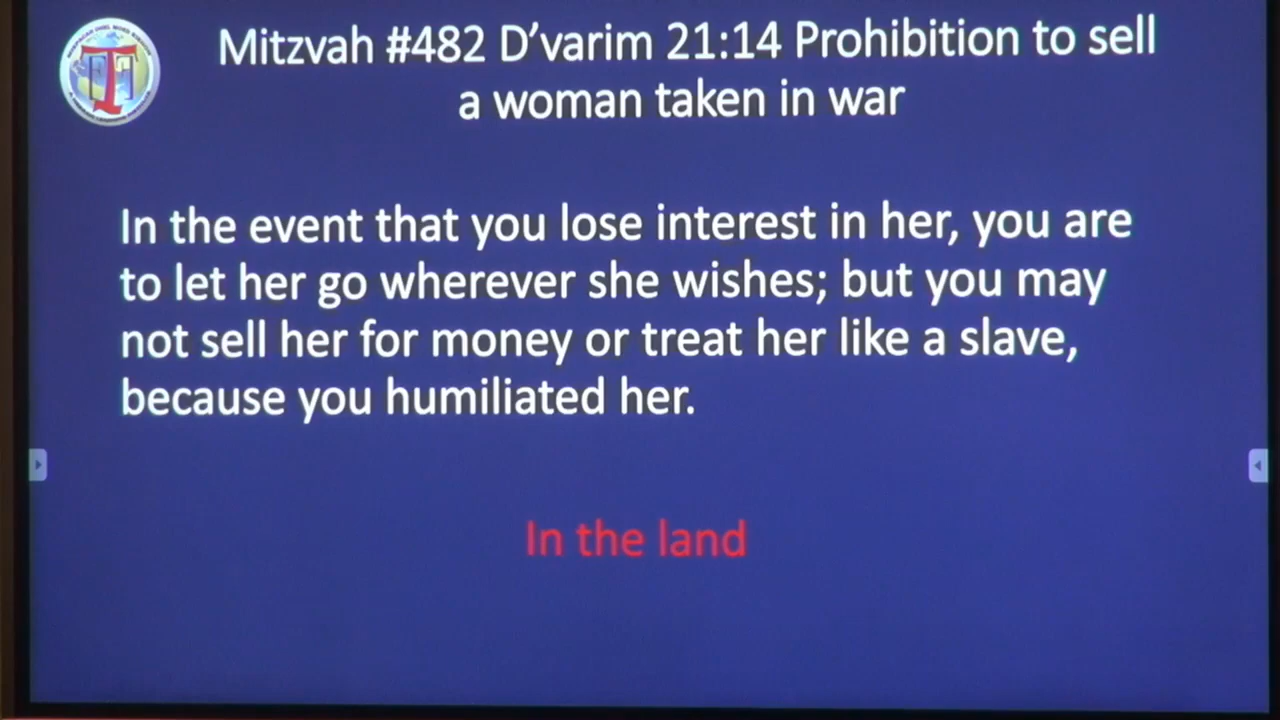 Mitzvah #482 D'varim 21:14 Prohibition to sell
a woman taken in war
In the event that you lose interest in her, you are
to let her go wherever she wishes; but you may
not sell her for money or treat her like a slave,
because you humiliated her.
In the land